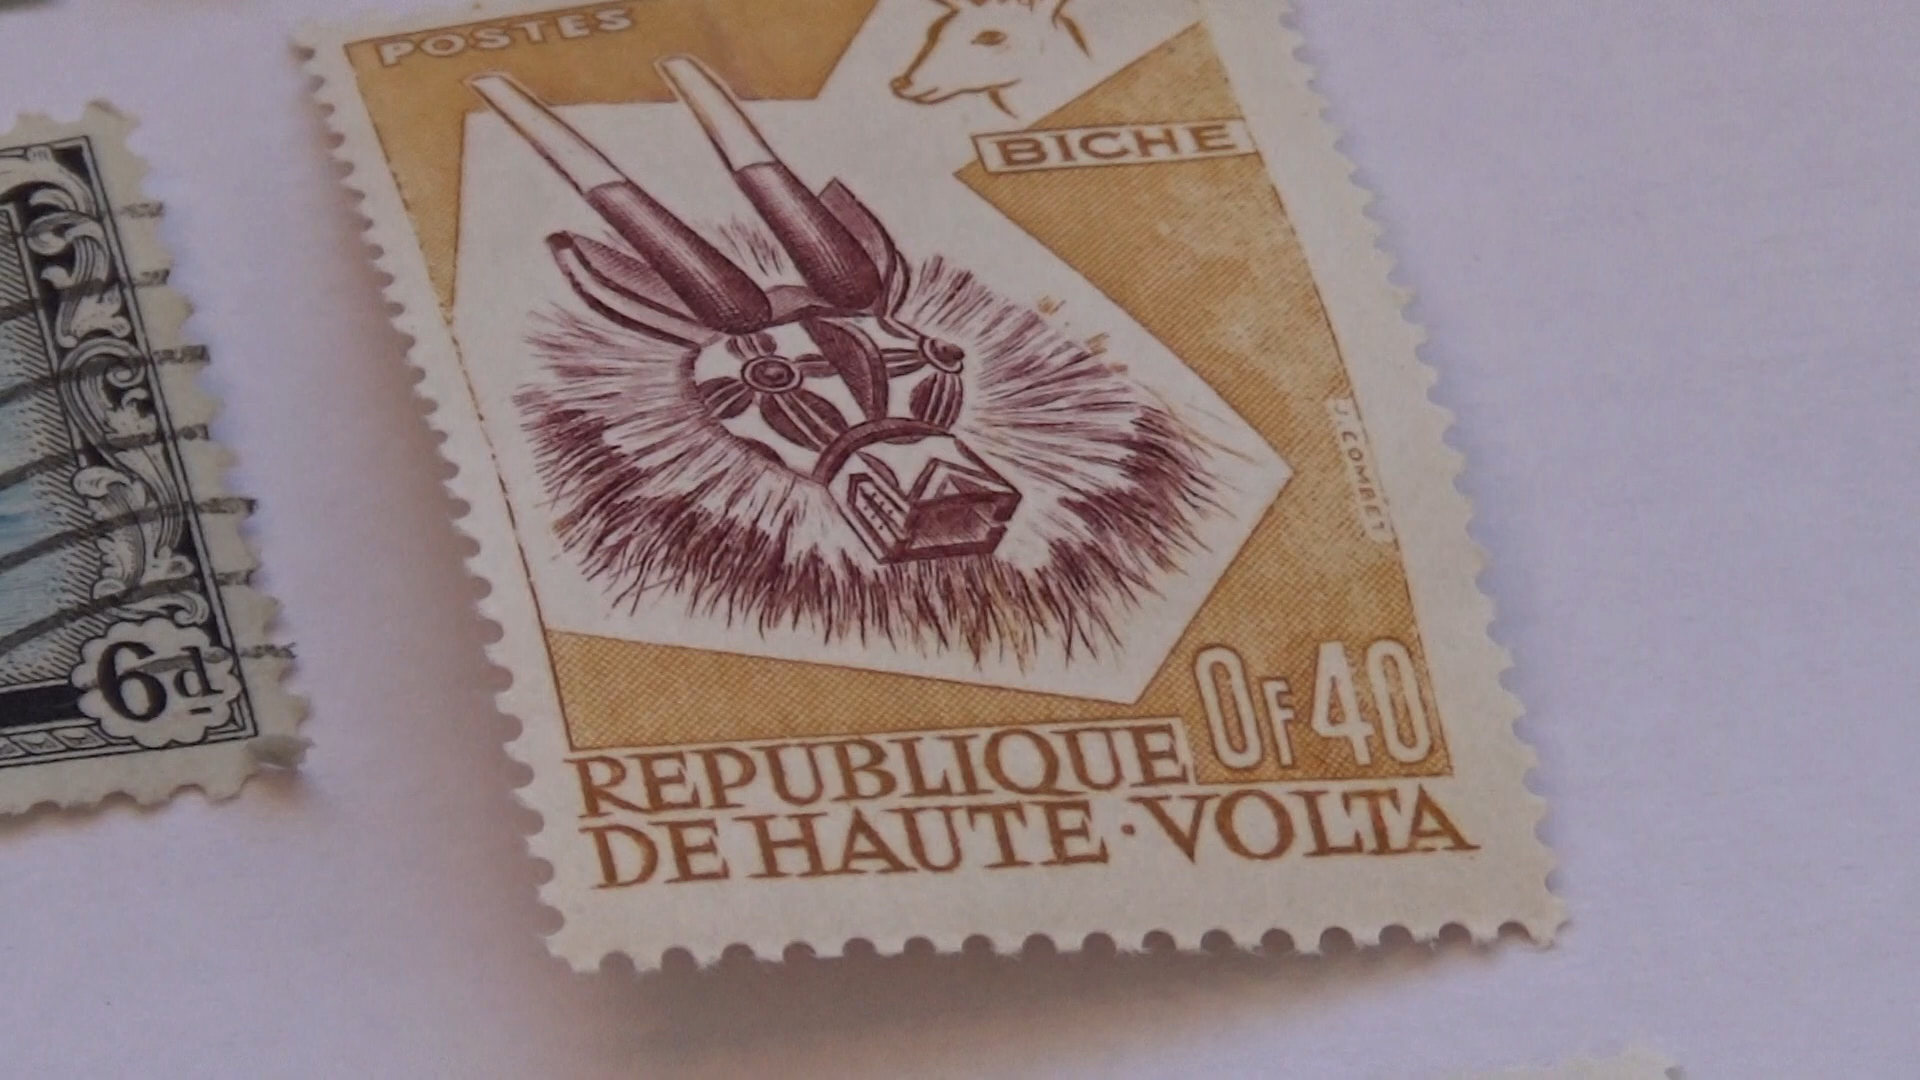 POSTES
BICHE
J. COMBET
0F40
REPUBLIQUE
DE HAUTE·VOLTA
6d